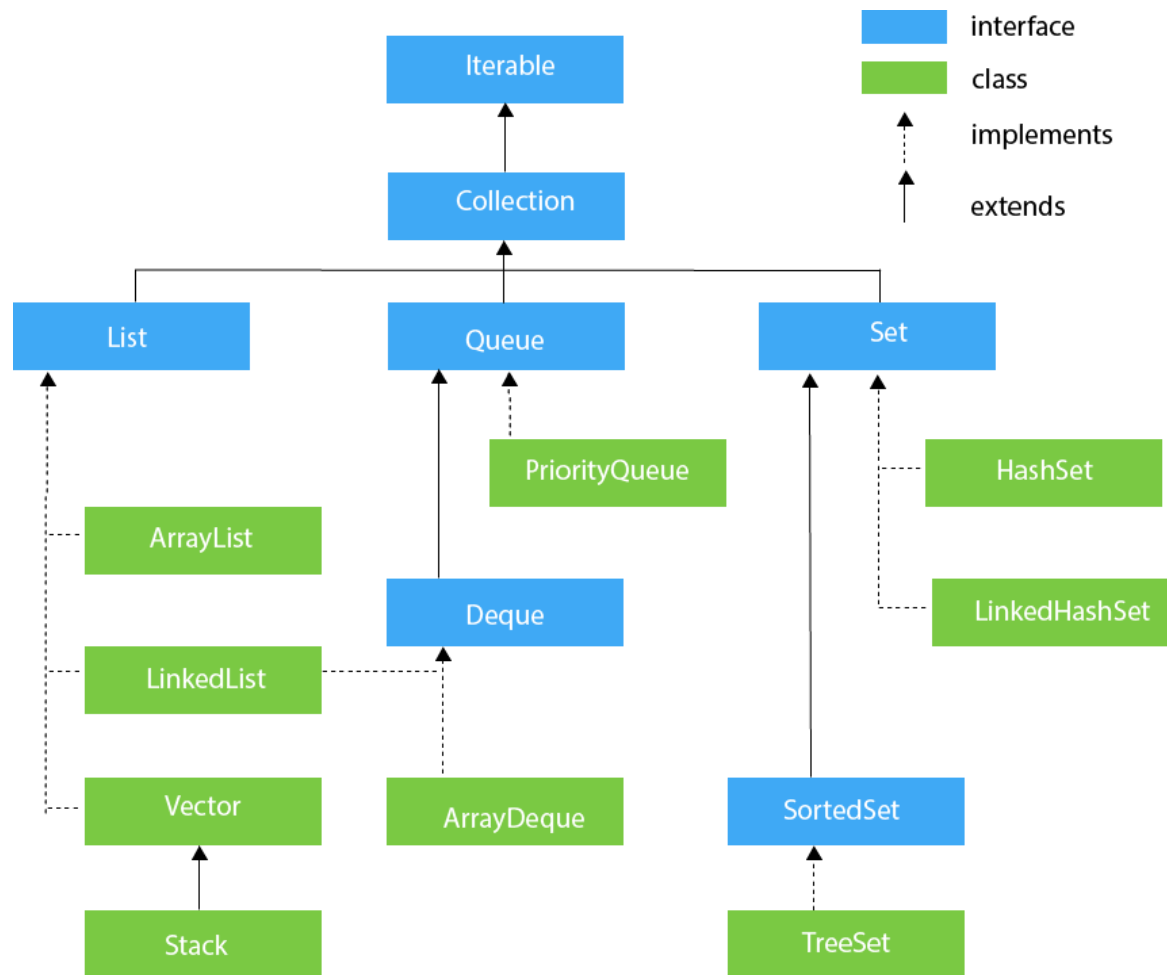 interface
Iterable
class
implements
Collection
extends
List
Queue
Set
PriorityQueue
HashSet
ArrayList
Deque
LinkedHashSet
LinkedList
Vector
ArrayDeque
SortedSet
Stack
TreeSet